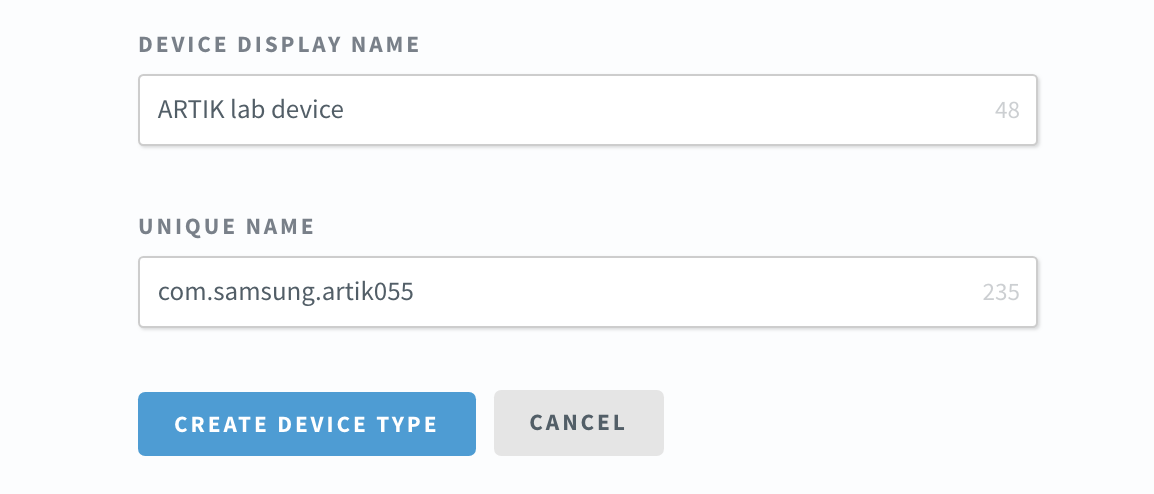 DEVICE DISPLAY NAME
ARTIK lab device 48
UNIQUE NAME
com.samsung.artik055 235
CREATE DEVICE TYPE CANCEL